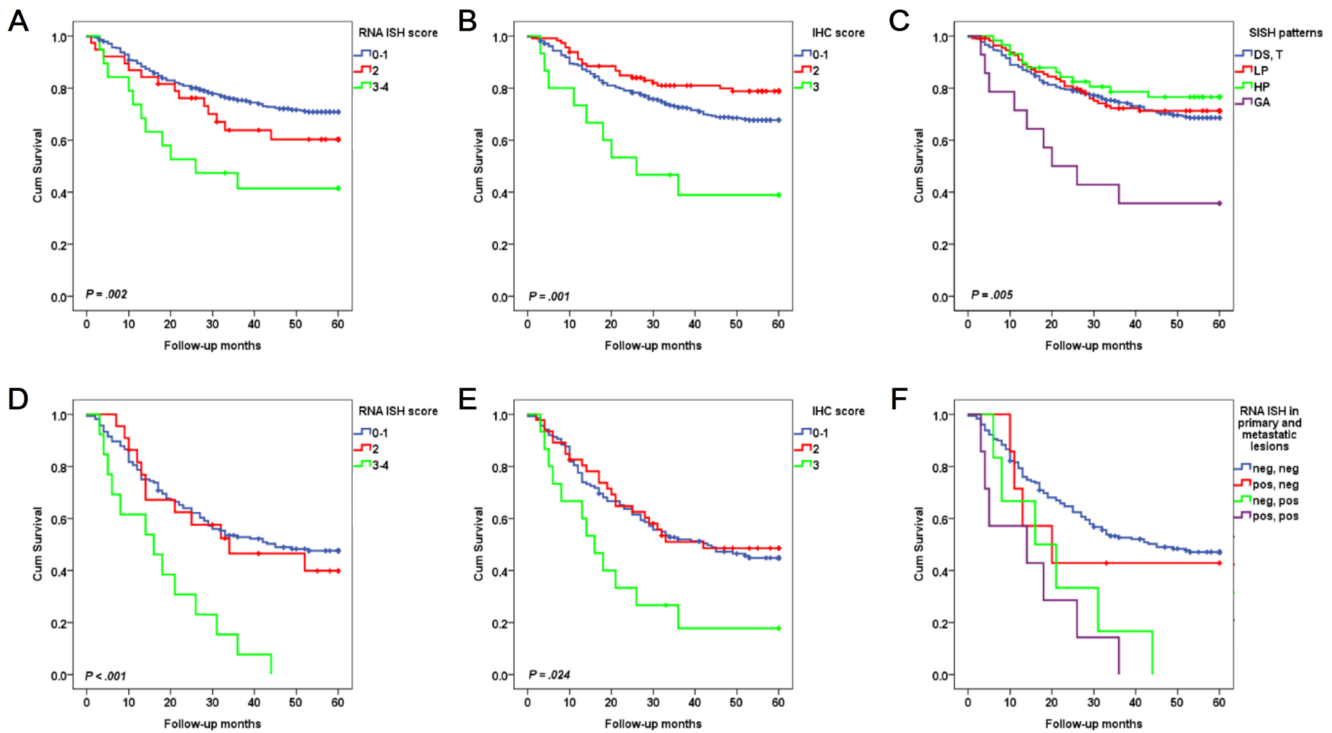 A
RNA ISH score
0-1
2
3-4
1.0
0.8
0.6
0.4
0.2
0.0
Cum Survival
P = .002
0 10 20 30 40 50 60
Follow-up months
B
IHC score
0-1
2
3
1.0
0.8
0.6
0.4
0.2
0.0
Cum Survival
P = .001
0 10 20 30 40 50 60
Follow-up months
C
SISH patterns
DS, T
LP
HP
GA
1.0
0.8
0.6
0.4
0.2
0.0
Cum Survival
P = .005
0 10 20 30 40 50 60
Follow-up months
D
RNA ISH score
0-1
2
3-4
1.0
0.8
0.6
0.4
0.2
0.0
Cum Survival
P < .001
0 10 20 30 40 50 60
Follow-up months
E
IHC score
0-1
2
3
1.0
0.8
0.6
0.4
0.2
0.0
Cum Survival
P = .024
0 10 20 30 40 50 60
Follow-up months
F
RNA ISH in
primary and
metastatic
lesions
neg, neg
pos, neg
neg, pos
pos, pos
1.0
0.8
0.6
0.4
0.2
0.0
Cum Survival
0 10 20 30 40 50 60
Follow-up months